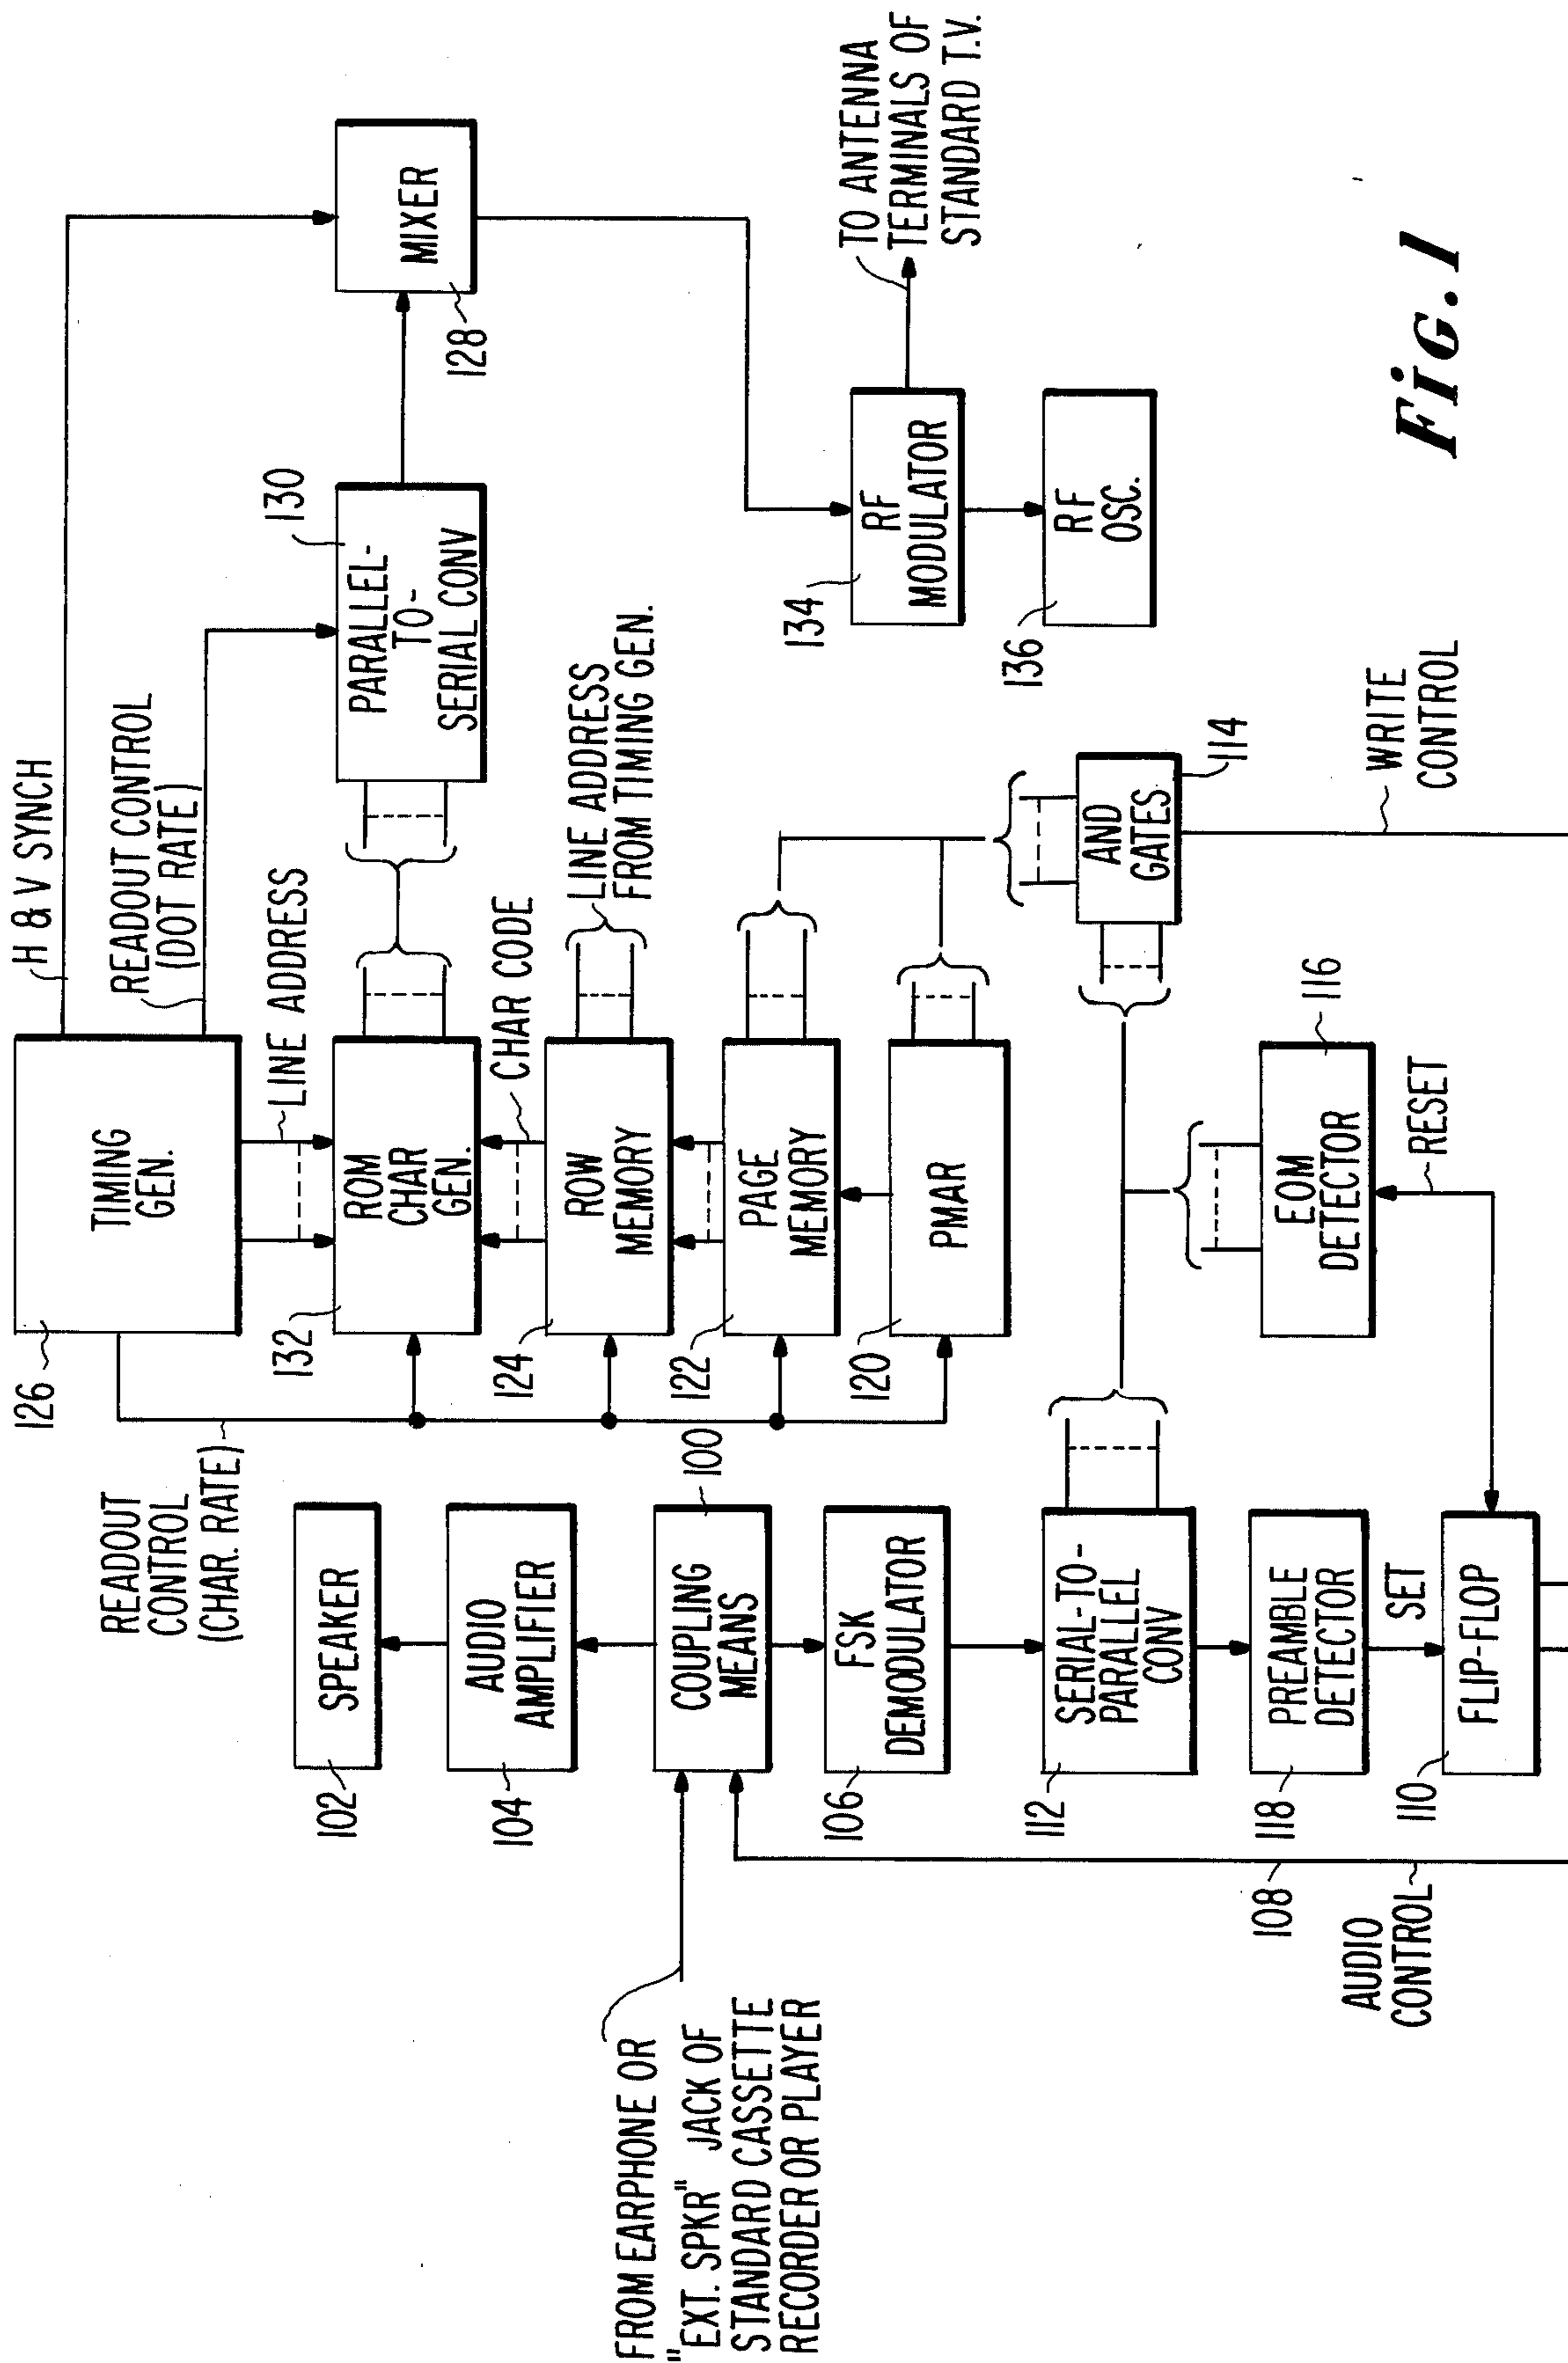 H & V SYNCH
READOUT CONTROL
(DOT RATE)
126
TIMING
GEN.
LINE ADDRESS
READOUT
CONTROL
(CHAR. RATE)
132
ROM
CHAR
GEN.
130
PARALLEL-
TO-
SERIAL CONV
MIXER
128
CHAR CODE
124
ROW
MEMORY
LINE ADDRESS
FROM TIMING GEN.
122
PAGE
MEMORY
120
PMAR
134
RF
MODULATOR
TO ANTENNA
TERMINALS OF
STANDARD T.V.
136
RF
OSC.
102
SPEAKER
104
AUDIO
AMPLIFIER
100
COUPLING
MEANS
FROM EARPHONE OR
"EXT. SPKR" JACK OF
STANDARD CASSETTE
RECORDER OR PLAYER
106
FSK
DEMODULATOR
112
SERIAL-TO-
PARALLEL
CONV
AND
GATES
114
118
PREAMBLE
DETECTOR
EOM
DETECTOR
116
SET
RESET
110
FLIP-FLOP
108
AUDIO
CONTROL
WRITE
CONTROL
FiG.1